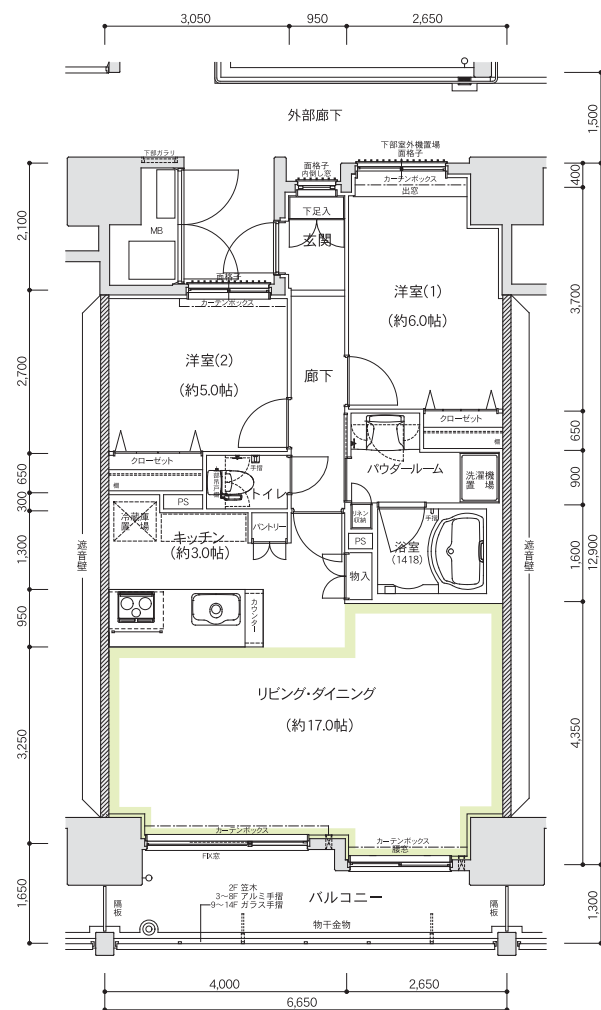 3,050 950 2,650
外部廊下
1,500
下部ガラリ
面格子
内倒し窓
下部室外機置場
面格子
カーテンボックス
出窓
400
下足入
玄関
MB
2,100
面格子
カーテンボックス
洋室(1)
(約6.0帖)
3,700
洋室(2)
(約5.0帖)
廊下
2,700
クローゼット
棚
650
クローゼット
棚
650
手摺
トイレ
上部吊戸棚
パウダールーム
洗濯機
置場
900
300
PS
冷蔵庫
置場
キッチン
(約3.0帖)
パントリー
リネン
収納
PS
手摺
浴室
(1418)
物入
1,300
1,600
12,900
遮音壁
遮音壁
カウンター
950
リビング・ダイニング
(約17.0帖)
3,250
4,350
カーテンボックス
FIX窓
カーテンボックス
腰窓
2F 笠木
3〜8F アルミ手摺
9〜14F ガラス手摺
バルコニー
物干金物
隔板
隔板
1,650
1,300
4,000 2,650
6,650